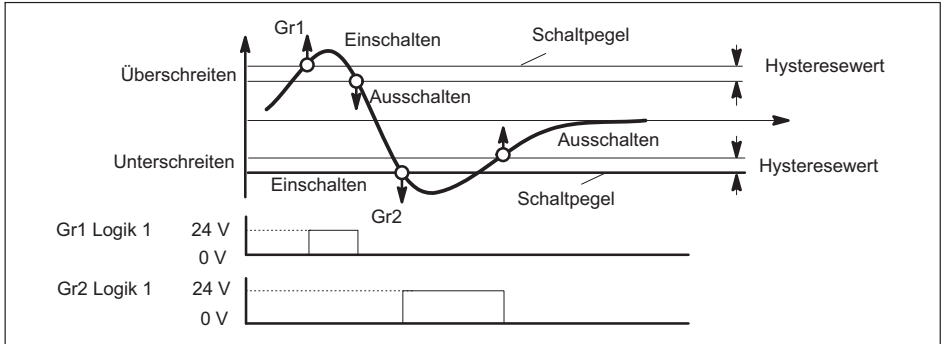 Gr1
Einschalten
Schaltpegel
Überschreiten
Hysteresewert
Ausschalten
Ausschalten
Unterschreiten
Hysteresewert
Einschalten
Schaltpegel
Gr2
Gr1 Logik 1 24 V
0 V
Gr2 Logik 1 24 V
0 V